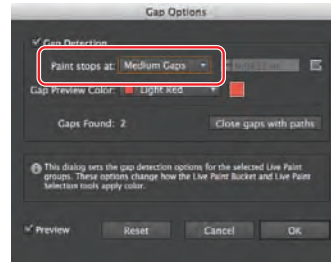 Gap Options
Gap Detection
Paint stops at: Medium Gaps
Gap Preview Color: Light Red
Gaps Found: 2
Close gaps with paths
This dialog sets the gap detection options for the selected Live Paint
groups. These options change how the Live Paint Bucket and Live Paint
Selection tools apply color.
Preview
Reset
Cancel
OK